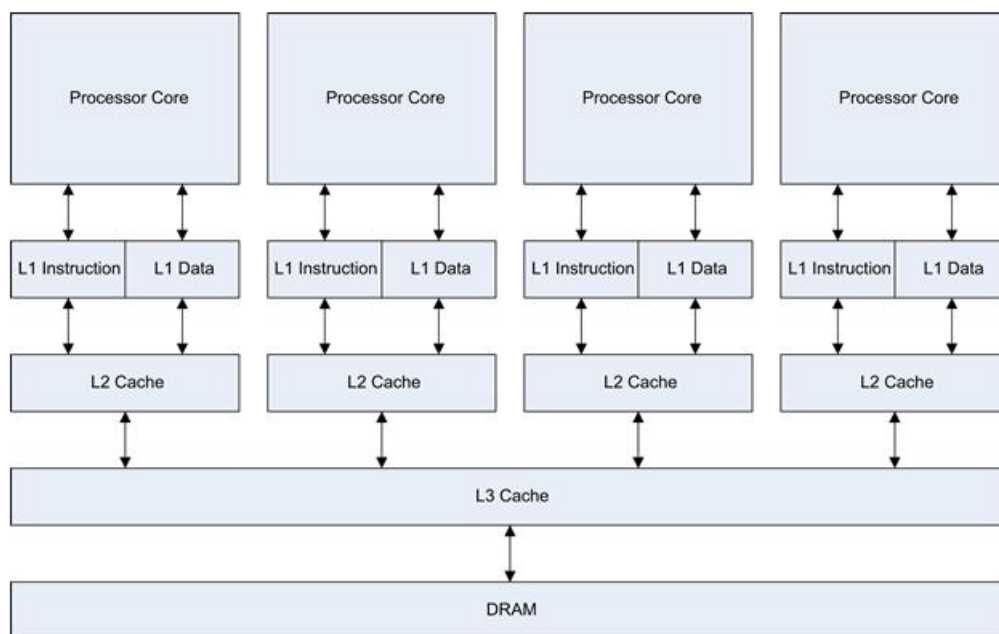 Processor Core
Processor Core
Processor Core
Processor Core
L1 Instruction
L1 Data
L1 Instruction
L1 Data
L1 Instruction
L1 Data
L1 Instruction
L1 Data
L2 Cache
L2 Cache
L2 Cache
L2 Cache
L3 Cache
DRAM